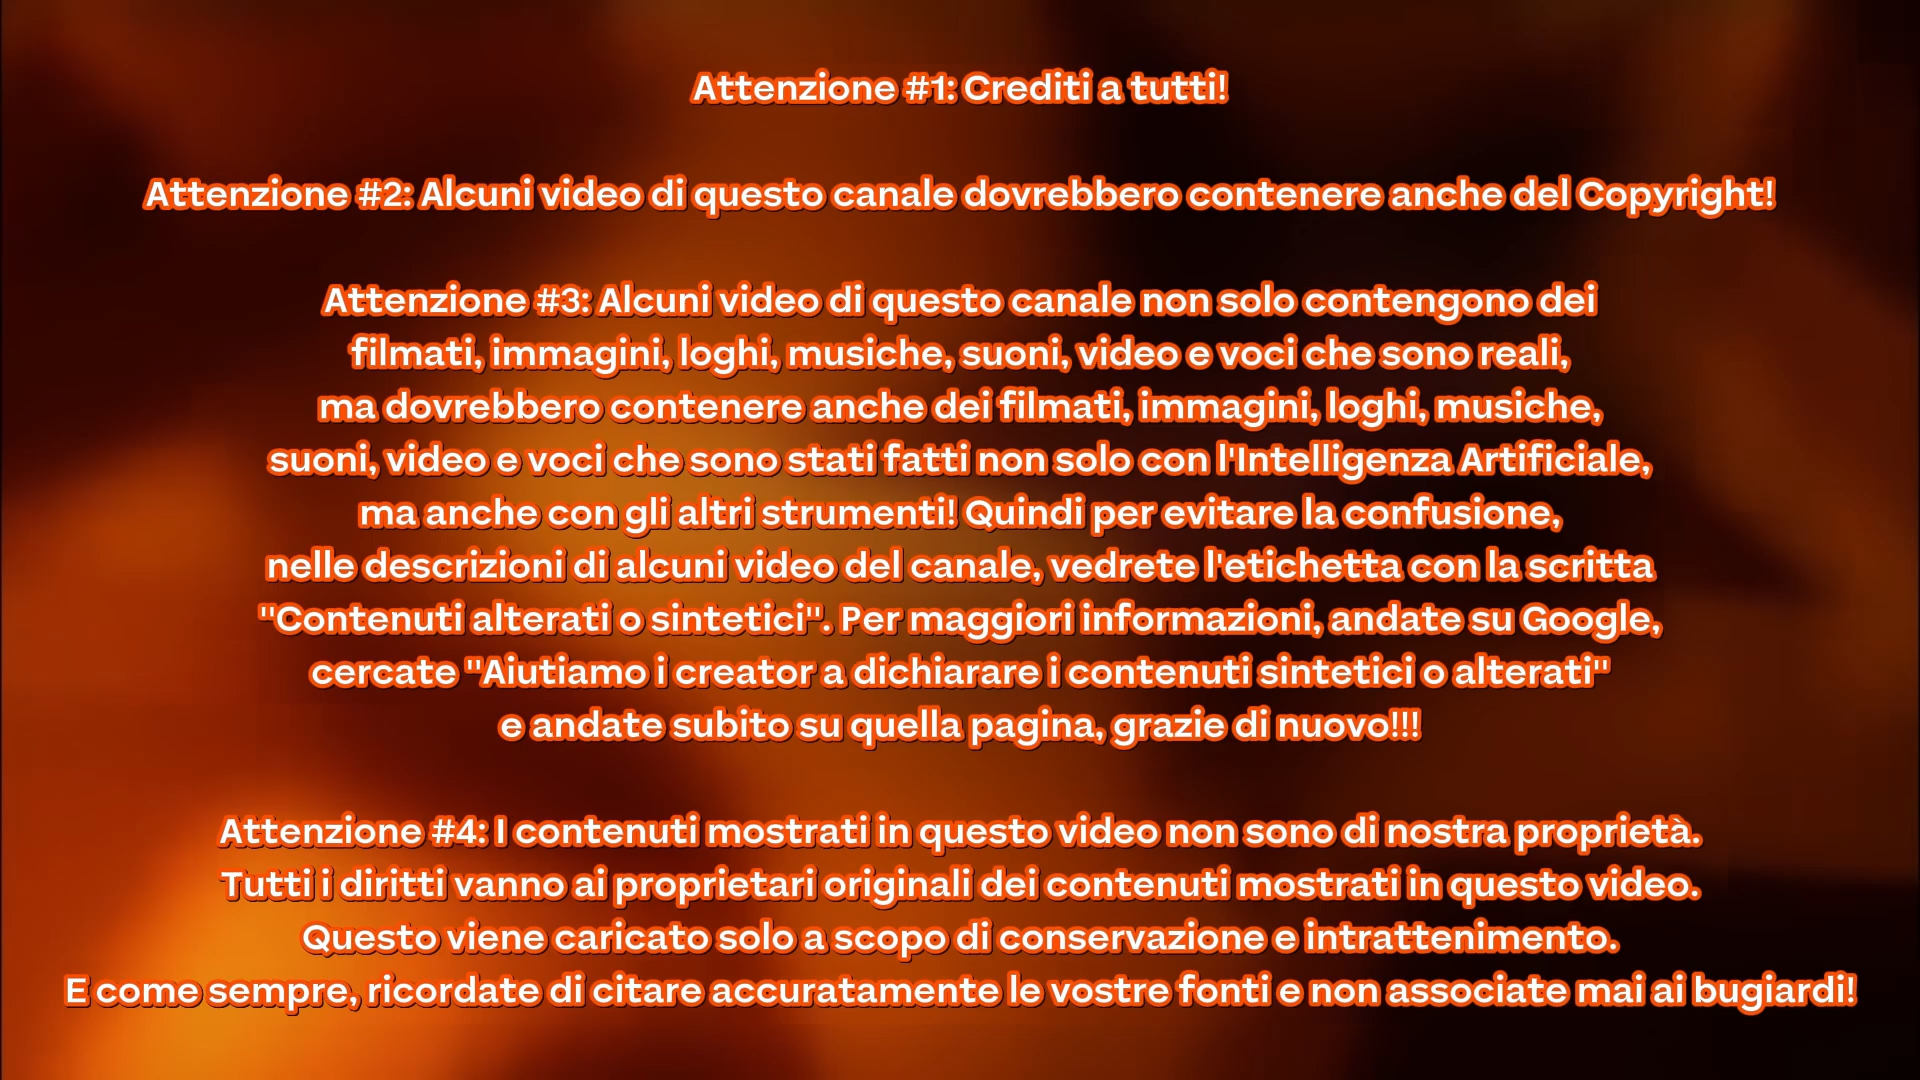 Attenzione #1: Crediti a tutti!
Attenzione #2: Alcuni video di questo canale dovrebbero contenere anche del Copyright!
Attenzione #3: Alcuni video di questo canale non solo contengono dei
filmati, immagini, loghi, musiche, suoni, video e voci che sono reali,
ma dovrebbero contenere anche dei filmati, immagini, loghi, musiche,
suoni, video e voci che sono stati fatti non solo con l'Intelligenza Artificiale,
ma anche con gli altri strumenti! Quindi per evitare la confusione,
nelle descrizioni di alcuni video del canale, vedrete l'etichetta con la scritta
"Contenuti alterati o sintetici". Per maggiori informazioni, andate su Google,
cercate "Aiutiamo i creator a dichiarare i contenuti sintetici o alterati"
e andate subito su quella pagina, grazie di nuovo!!!
Attenzione #4: I contenuti mostrati in questo video non sono di nostra proprietà.
Tutti i diritti vanno ai proprietari originali dei contenuti mostrati in questo video.
Questo viene caricato solo a scopo di conservazione e intrattenimento.
E come sempre, ricordate di citare accuratamente le vostre fonti e non associate mai ai bugiardi!